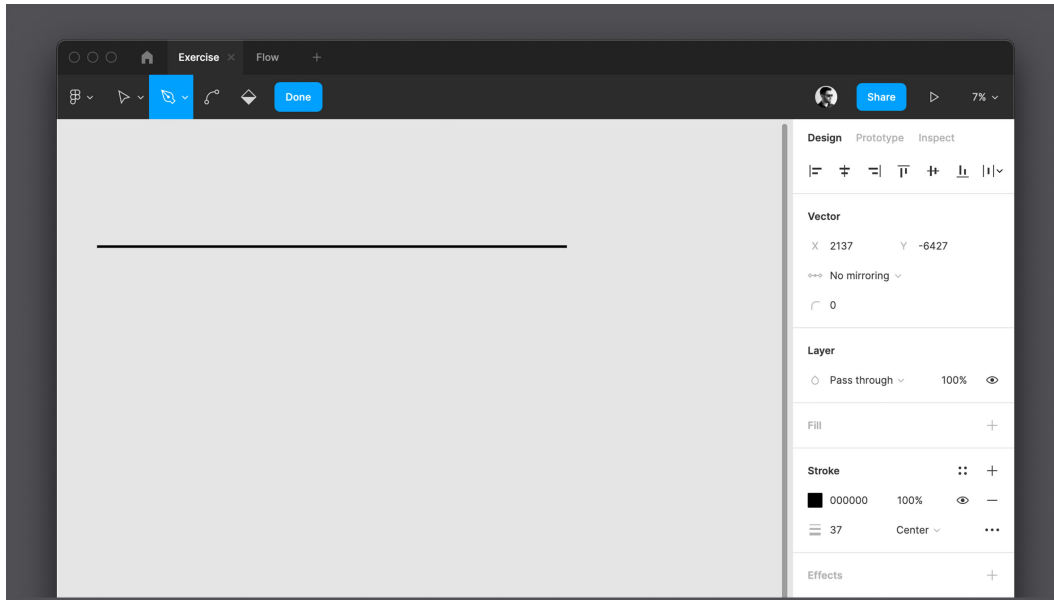 Exercise Flow
Done Share 7%
Design Prototype Inspect
Vector
X 2137 Y -6427
No mirroring
0
Layer
Pass through 100%
Fill
Stroke
000000 100%
37 Center
Effects